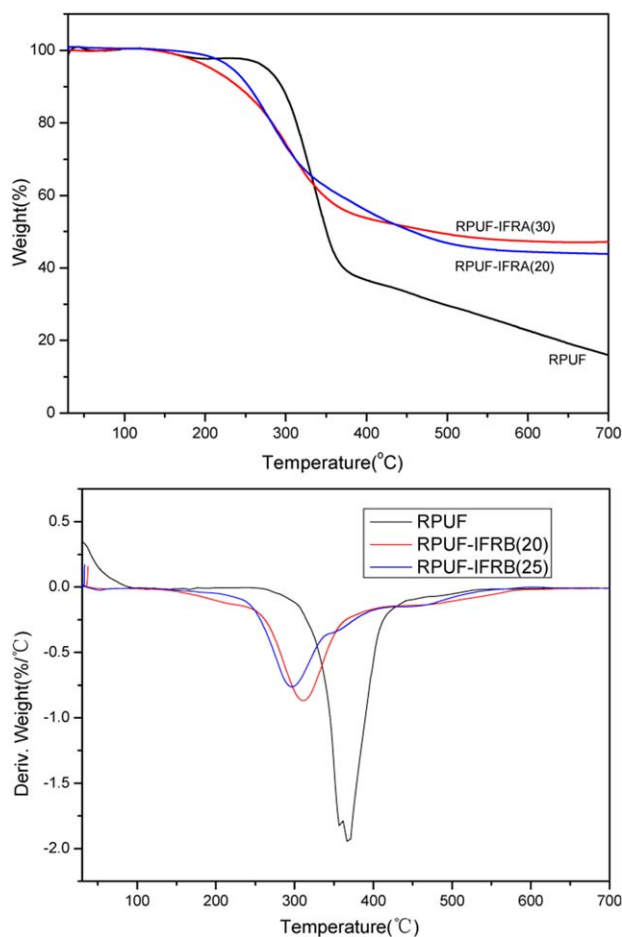 100
80
60
40
20
0
Weight(%)
RPUF-IFRA(30)
RPUF-IFRA(20)
RPUF
100 200 300 400 500 600 700
Temperature(°C)
0.5
0.0
-0.5
-1.0
-1.5
-2.0
Deriv. Weight(%/℃)
RPUF
RPUF-IFRB(20)
RPUF-IFRB(25)
100 200 300 400 500 600 700
Temperature(℃)